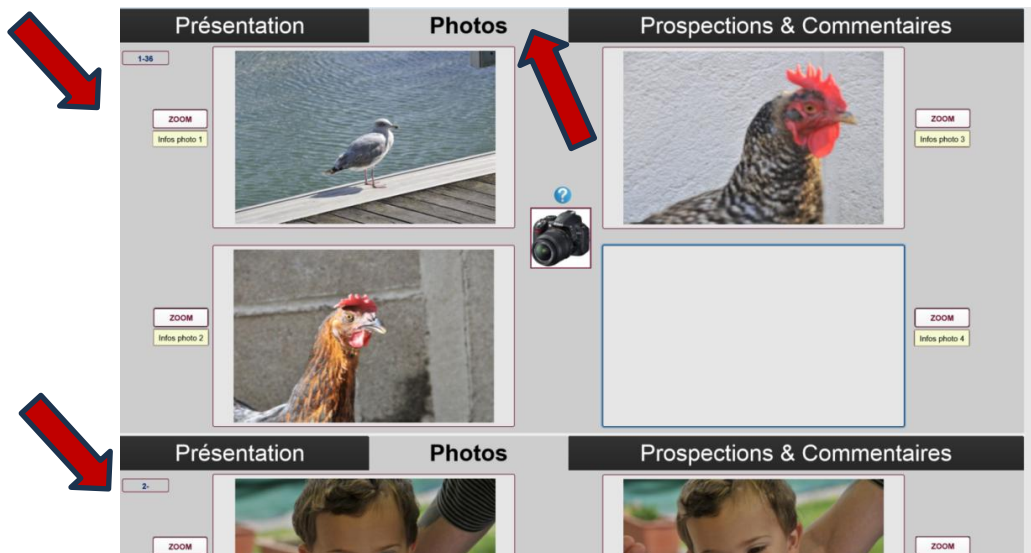 Présentation
Photos
Prospections & Commentaires
1-36
ZOOM
Infos photo 1
ZOOM
Infos photo 3
?
ZOOM
Infos photo 2
ZOOM
Infos photo 4
Présentation
Photos
Prospections & Commentaires
2-
ZOOM
ZOOM